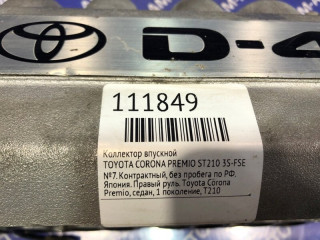 D-4
111849
Коллектор впускной
TOYOTA CORONA PREMIO ST210 3S-FSE
№7. Контрактный, без пробега по РФ,
Япония. Правый руль. Toyota Corona
Premio, седан, 1 поколение, T210